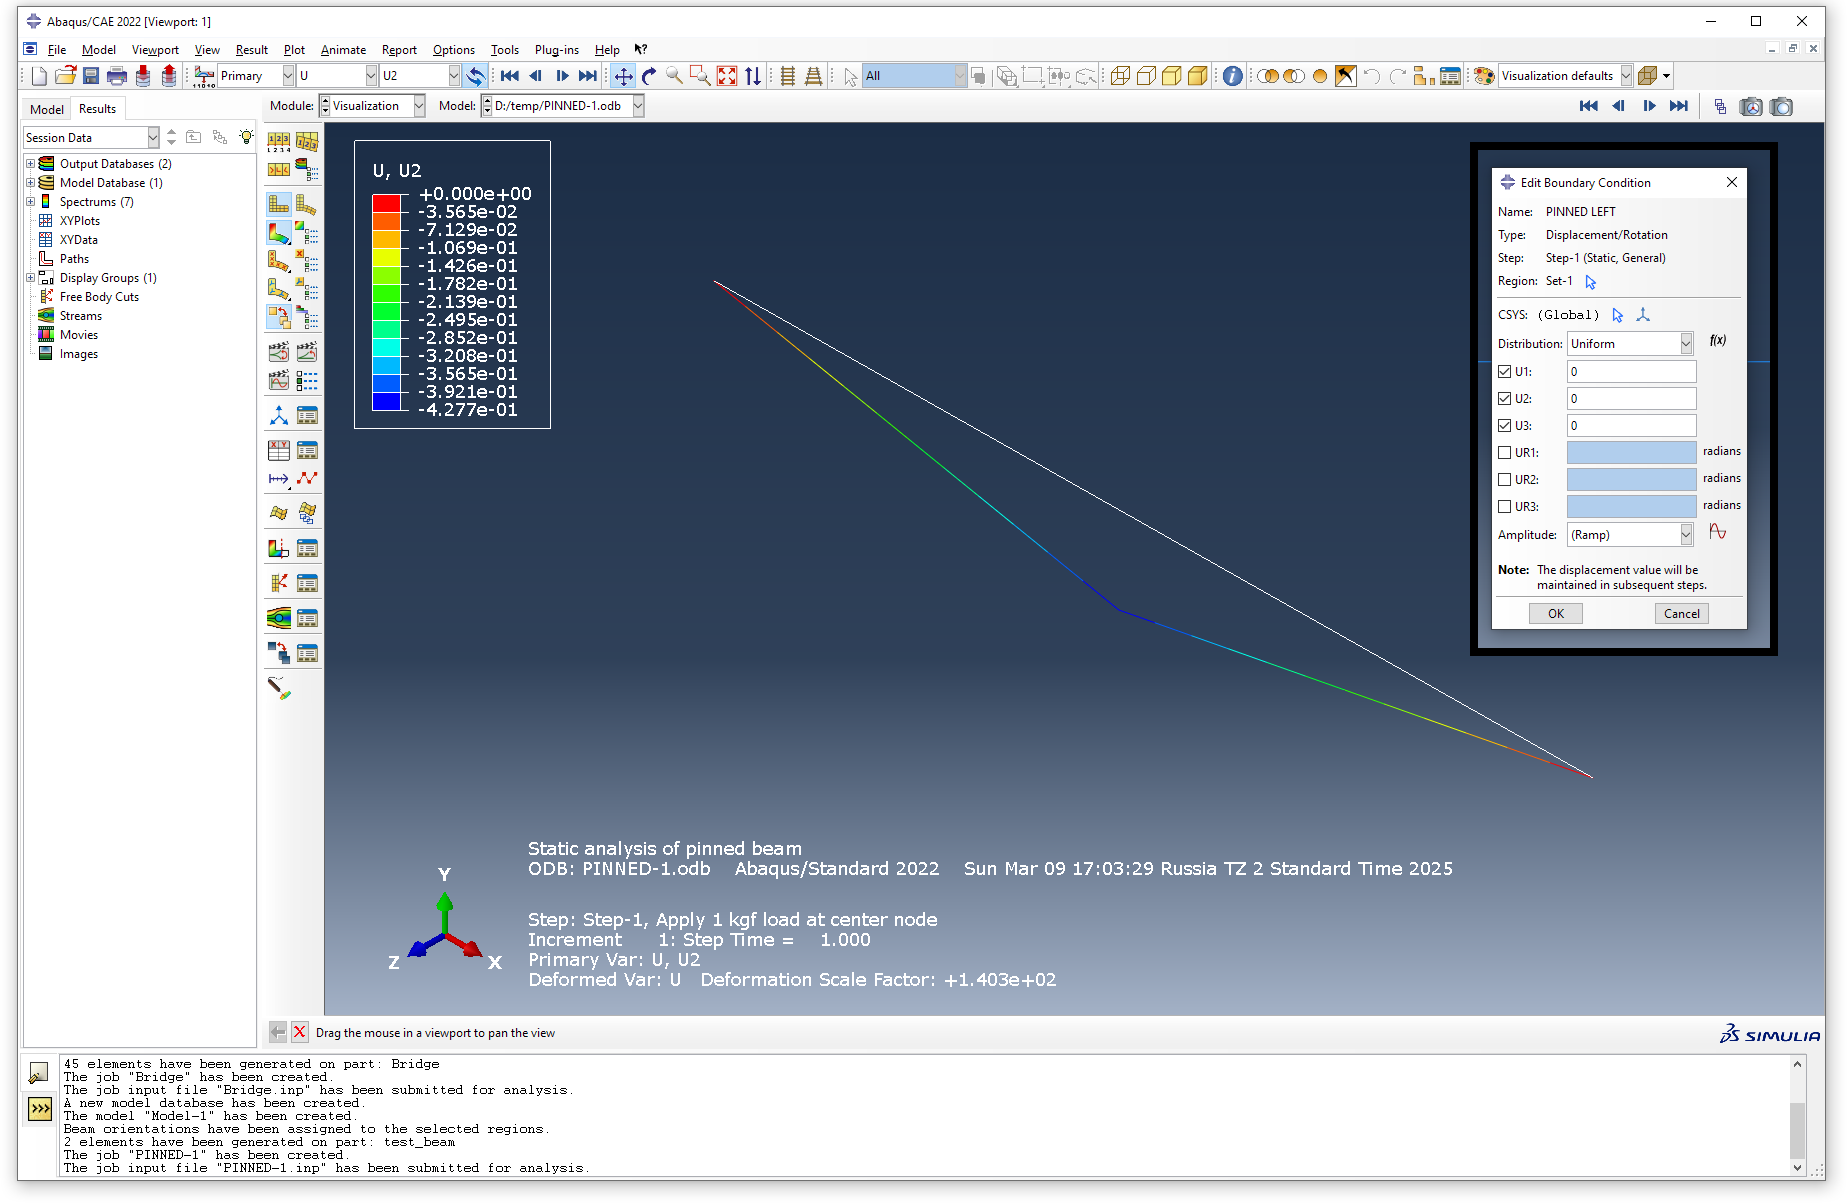 Abaqus/CAE 2022 [Viewport: 1]
File Model Viewport View Result Plot Animate Report Options Tools Plug-ins Help
Primary U U2 All Visualization defaults
Model Results
Module: Visualization Model: D:/temp/PINNED-1.odb
Session Data
Output Databases (2)
Model Database (1)
Spectrums (7)
XYPlots
XYData
Paths
Display Groups (1)
Free Body Cuts
Streams
Movies
Images
U, U2
+0.000e+00
-3.565e-02
-7.129e-02
-1.069e-01
-1.426e-01
-1.782e-01
-2.139e-01
-2.495e-01
-2.852e-01
-3.208e-01
-3.565e-01
-3.921e-01
-4.277e-01
Edit Boundary Condition
Name: PINNED LEFT
Type: Displacement/Rotation
Step: Step-1 (Static, General)
Region: Set-1
CSYS: (Global)
Distribution: Uniform f(x)
U1: 0
U2: 0
U3: 0
UR1: radians
UR2: radians
UR3: radians
Amplitude: (Ramp)
Note: The displacement value will be
maintained in subsequent steps.
OK Cancel
Static analysis of pinned beam
ODB: PINNED-1.odb Abaqus/Standard 2022 Sun Mar 09 17:03:29 Russia TZ 2 Standard Time 2025
Step: Step-1, Apply 1 kgf load at center node
Increment 1: Step Time = 1.000
Primary Var: U, U2
Deformed Var: U Deformation Scale Factor: +1.403e+02
Y
Z
X
Drag the mouse in a viewport to pan the view
SIMULIA
45 elements have been generated on part: Bridge
The job "Bridge" has been created.
The job input file "Bridge.inp" has been submitted for analysis.
A new model database has been created.
The model "Model-1" has been created.
Beam orientations have been assigned to the selected regions.
2 elements have been generated on part: test_beam
The job "PINNED-1" has been created.
The job input file "PINNED-1.inp" has been submitted for analysis.